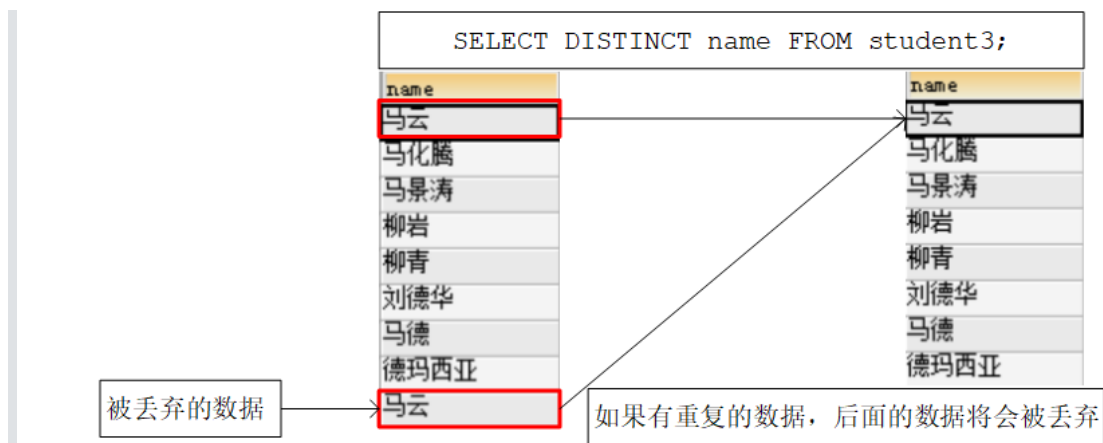 SELECT DISTINCT name FROM student3;
name
马云
马化腾
马景涛
柳岩
柳青
刘德华
马德
德玛西亚
马云
name
马云
马化腾
马景涛
柳岩
柳青
刘德华
马德
德玛西亚
被丢弃的数据
如果有重复的数据，后面的数据将会被丢弃